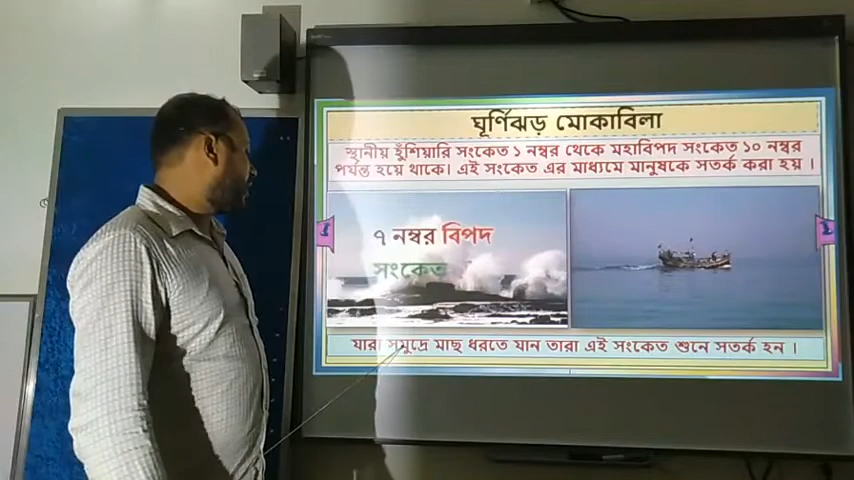 ঘূর্ণিঝড় মোকাবিলা
স্থানীয় হুঁশিয়ারি সংকেত ১ নম্বর থেকে মহাবিপদ সংকেত ১০ নম্বর
পর্যন্ত হয়ে থাকে। এই সংকেত এর মাধ্যমে মানুষকে সতর্ক করা হয় ।
৭ নম্বর বিপদ
সংকেত
যারা সমুদ্রে মাছ ধরতে যান তারা এই সংকেত শুনে সতর্ক হন ।